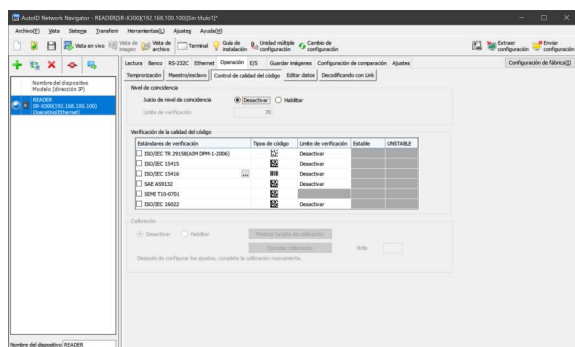 AutoID Network Navigator - READER[SR-X300(192.168.100.100)][Sin título1]*
Archivo(F) Vista Sistema Transferir Herramientas(L) Ajustes Ayuda(H)
Vista en vivo Vista de imagen Vista de archivo Terminal Guía de instalación Unidad múltiple configuración Cambio de configuración Extraer configuración Enviar configuración
Lectura Banco RS-232C Ethernet Operación E/S Guardar imágenes Configuración de comparación Ajustes Configuración de fábrica(I)
Temporización Maestro/esclavo Control de calidad del código Editar datos Decodificando con Link
Nombre del dispositivo
Modelo (dirección IP)
READER
SR-X300(192.168.100.100)
Operating(Ethernet)
Nivel de coincidencia
Juicio de nivel de coincidencia Desactivar Habilitar
Límite de verificación 70
Verificación de la calidad del código
Estándares de verificación Tipos de código Límite de verificación Estable UNSTABLE
ISO/IEC TR 29158(AIM DPM-1-2006) Desactivar
ISO/IEC 15415 Desactivar
ISO/IEC 15416 ... Desactivar
SAE AS9132 Desactivar
SEMI T10-0701
ISO/IEC 16022 Desactivar
Calibración
Desactivar Habilitar Mostrar tarjeta de calibración
Ejecutar calibración Brillo
Después de configurar los ajustes, complete la calibración nuevamente.
Nombre del dispositivo READER